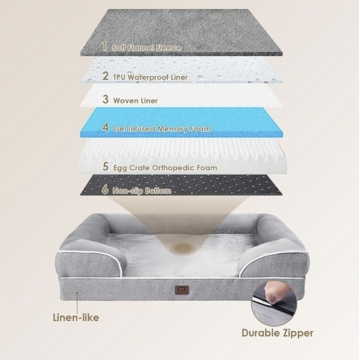 1 Soft Flannel Fleece
2 TPU Waterproof Liner
3 Woven Liner
4 Gel Infused Memory Foam
5 Egg Crate Orthopedic Foam
6 Non-slip Bottom
Linen-like
Durable Zipper